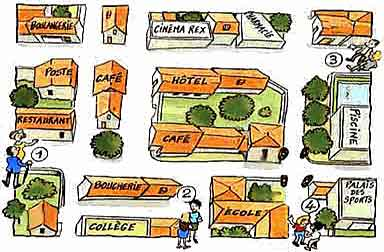 BOULANGERIE
CINÉMA REX
PHARMACIE
3
POSTE
CAFÉ
HÔTEL
RESTAURANT
PISCINE
CAFÉ
1
BOUCHERIE
2
COLLÈGE
ÉCOLE
4
PALAIS
DES
SPORTS